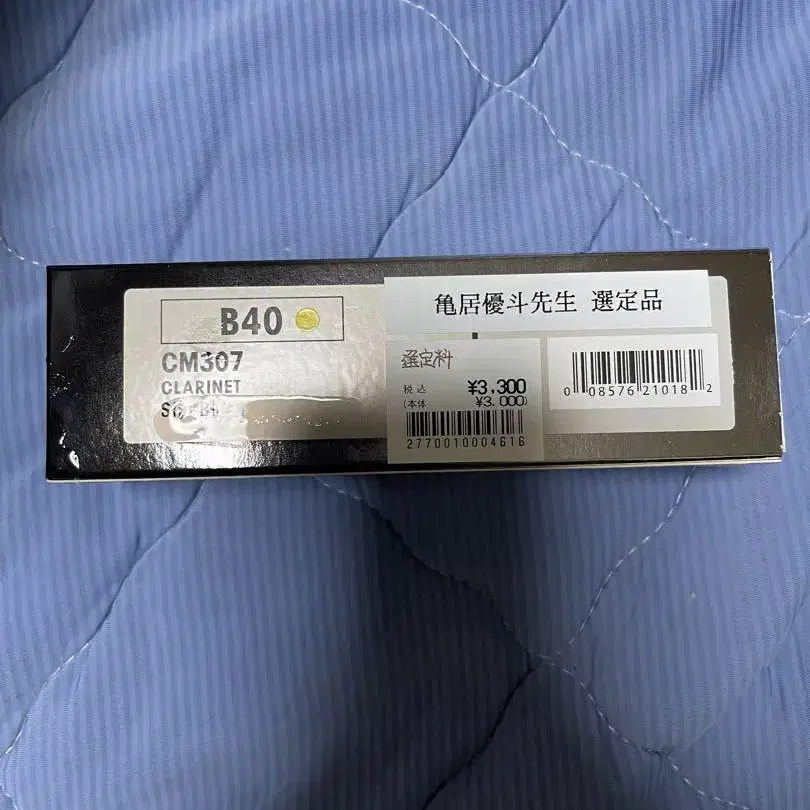 B40
CM307
CLARINET
亀居優斗先生 選定品
選定料
税込 ¥3,300
(本体 ¥3,000)
2770010004616
0 08576 21018 2